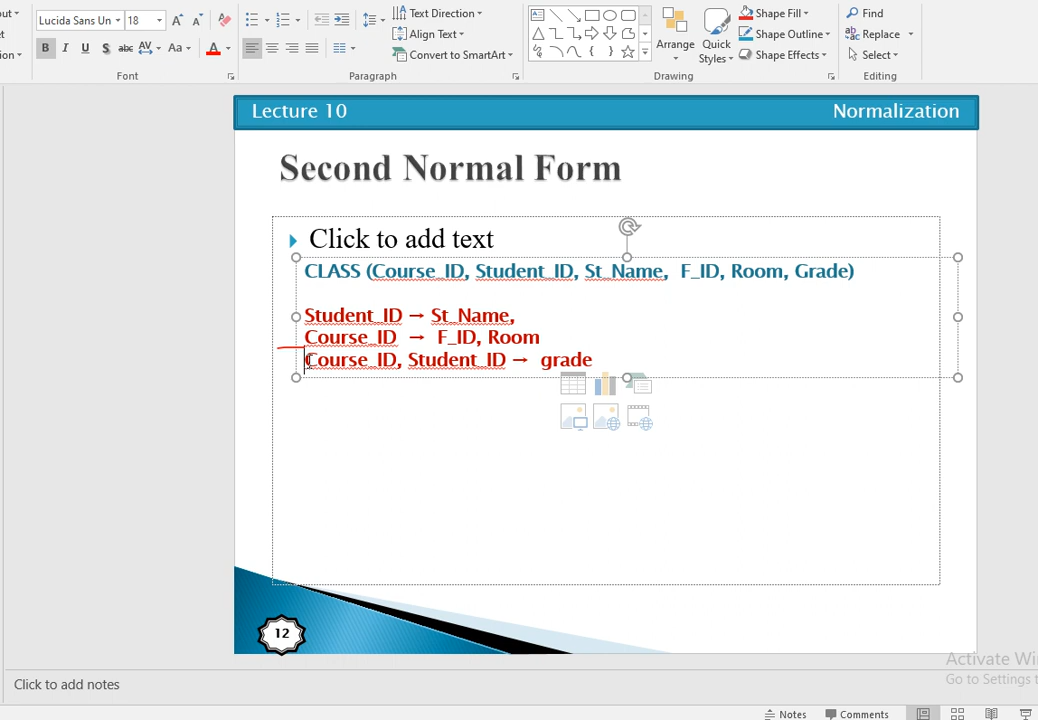 Lucida Sans Un 18
Text Direction
Align Text
Convert to SmartArt
B I U S abc AV Aa A
Font
Paragraph
Arrange
Quick Styles
Shape Fill
Shape Outline
Shape Effects
Drawing
Find
Replace
Select
Editing
Lecture 10 Normalization
Second Normal Form
Click to add text
CLASS (Course_ID, Student_ID, St_Name, F_ID, Room, Grade)
Student_ID → St_Name,
Course_ID → F_ID, Room
Course_ID, Student_ID → grade
12
Activate Wi
Go to Settings t
Click to add notes
Notes Comments